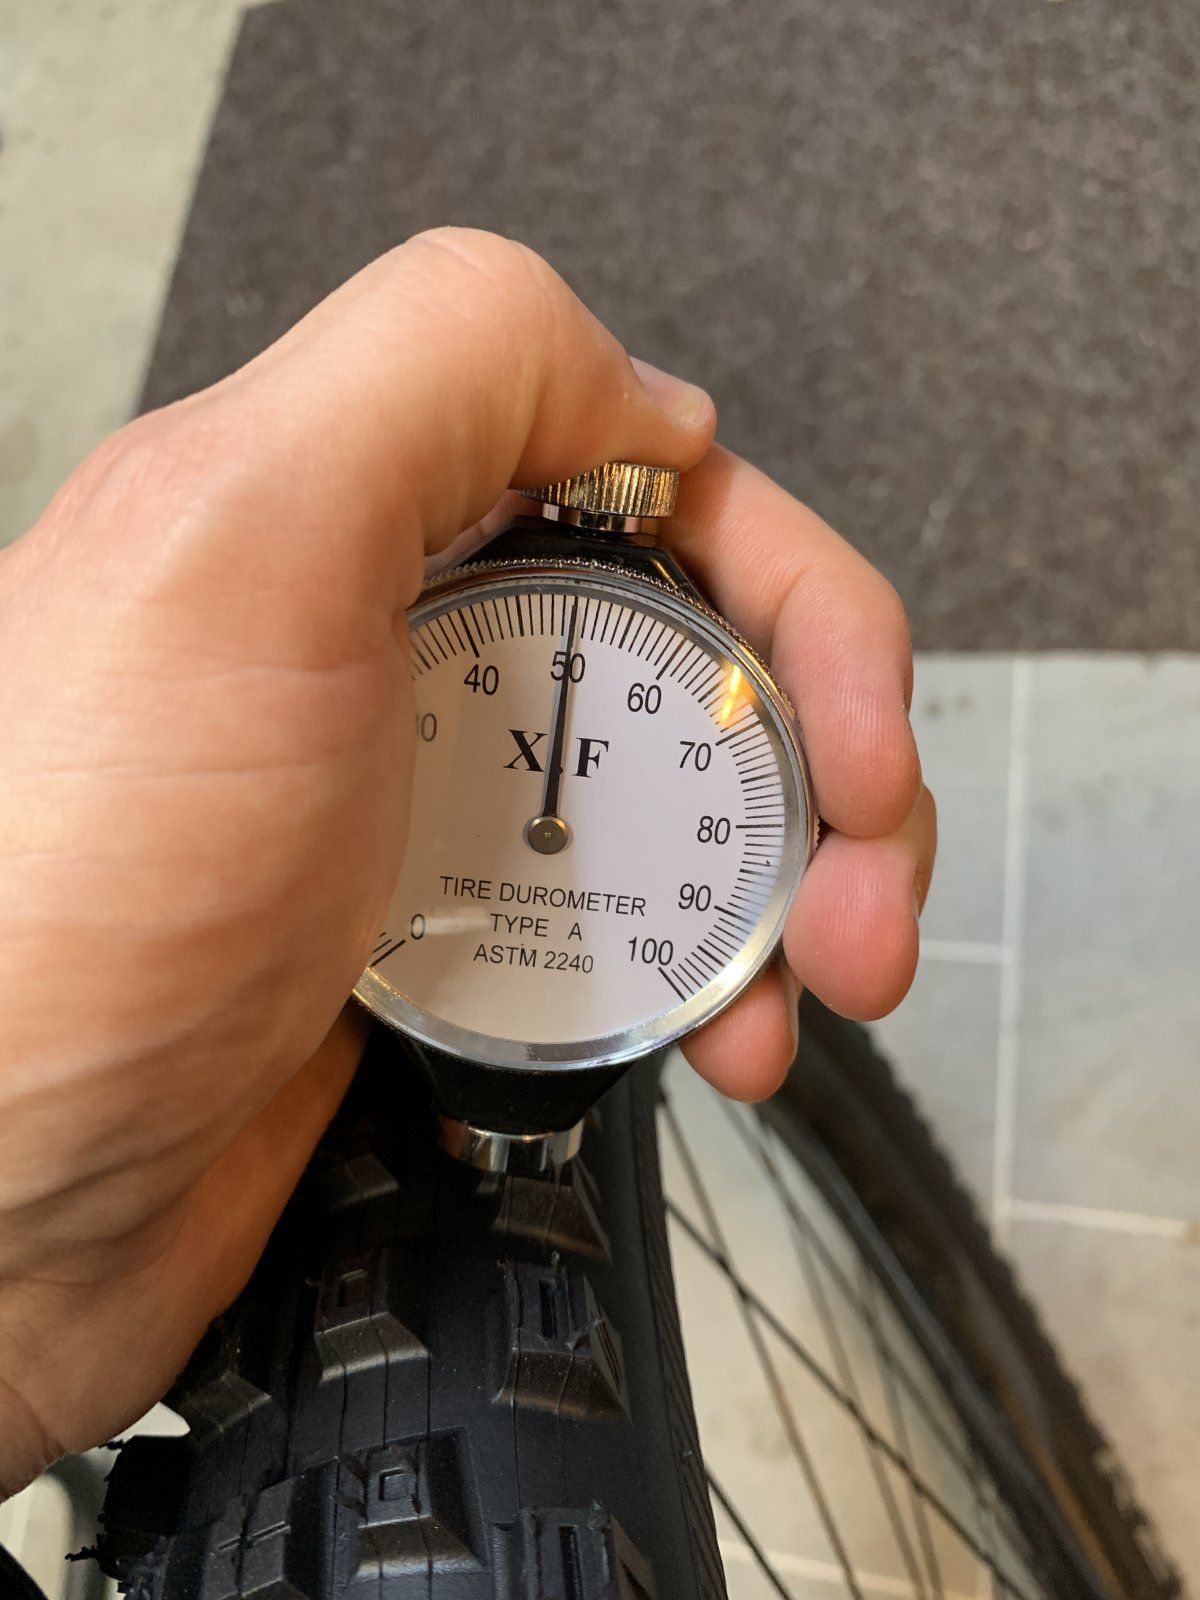 40 50 60
70
80
90
0 100
X.F
TIRE DUROMETER
TYPE A
ASTM 2240